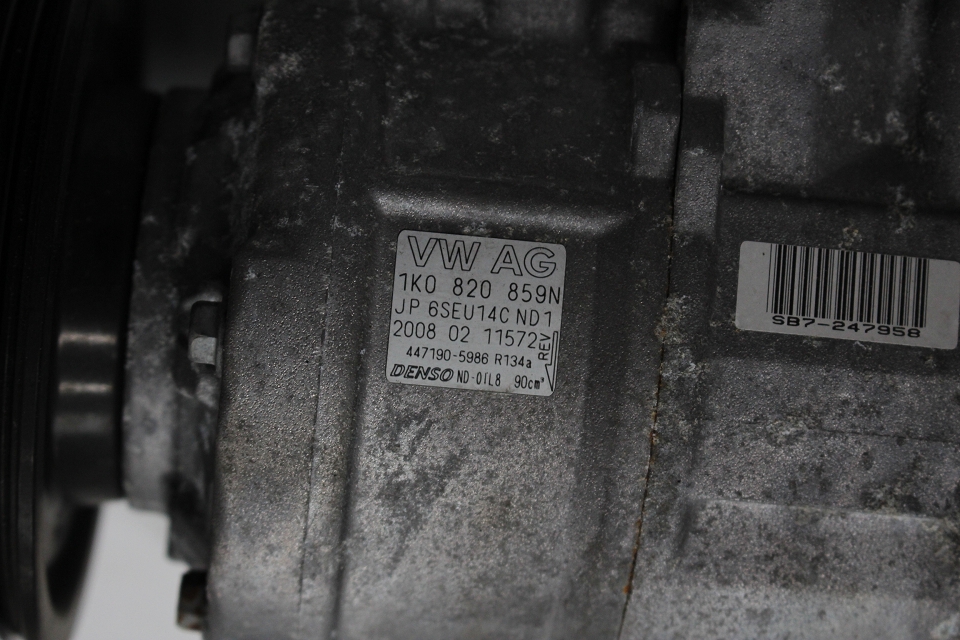 VW AG
1K0 820 859N
JP 6SEU14C ND1
2008 02 11572
REV
447190-5986 R134a
DENSO ND-OIL8 90cm³
SB7-247958